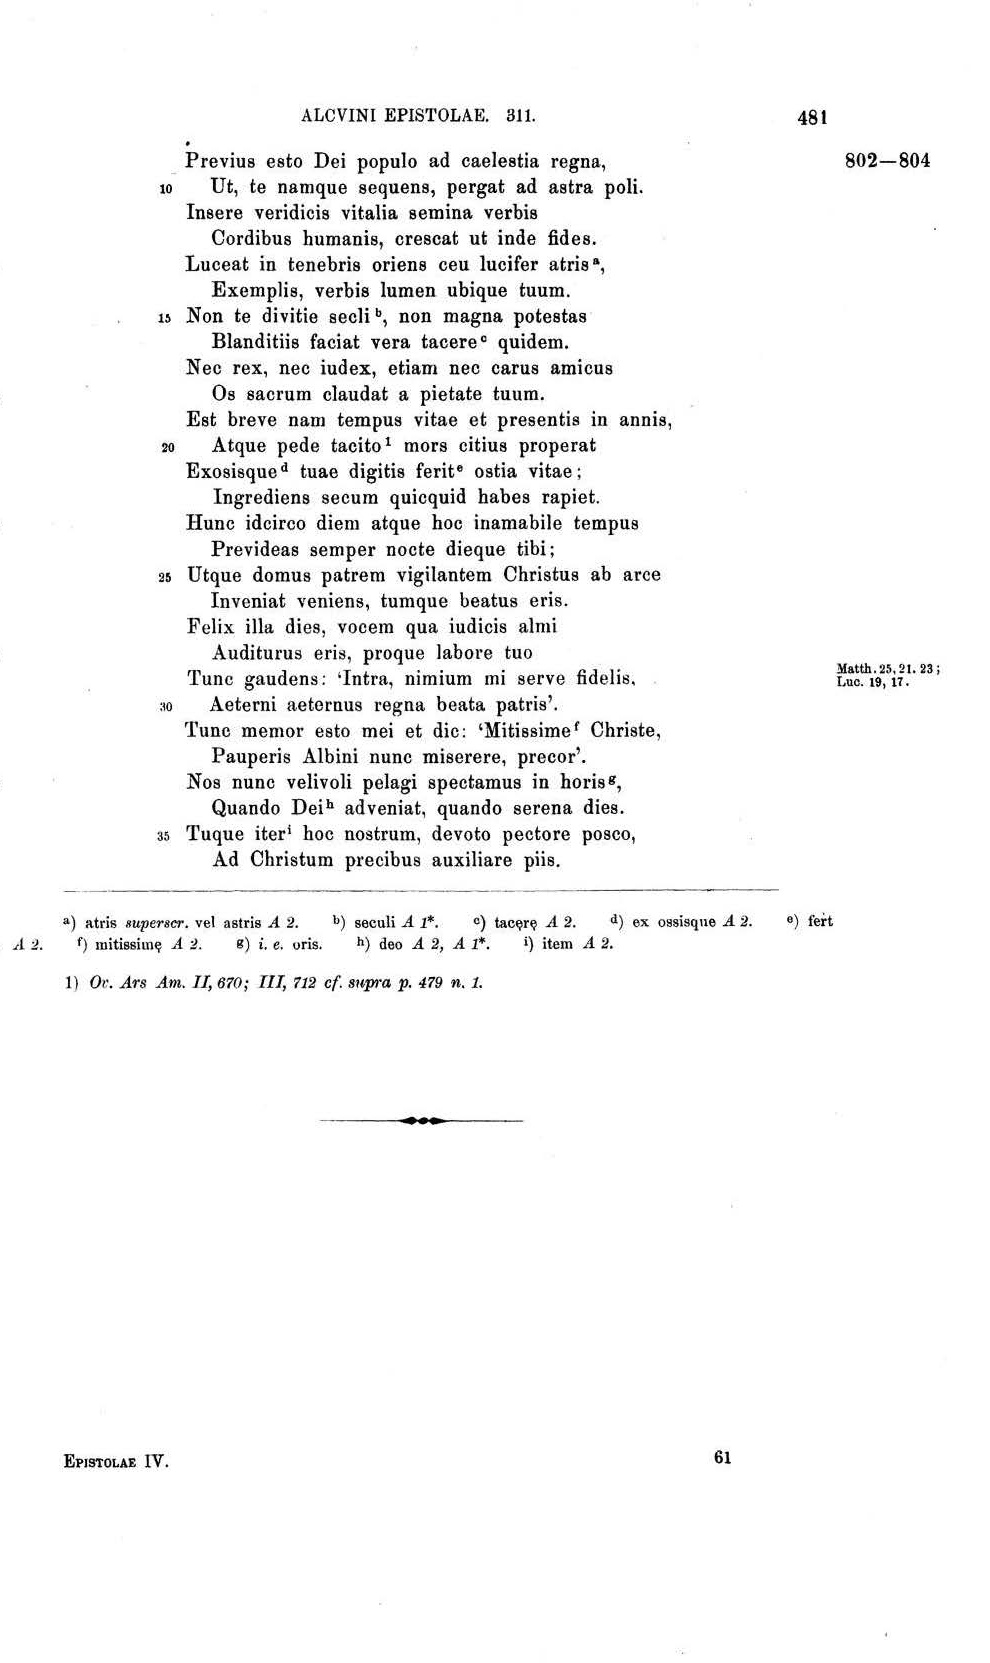 ALCVINI EPISTOLAE. 311. 481
Previus esto Dei populo ad caelestia regna, 802—804
10 Ut, te namque sequens, pergat ad astra poli.
Insere veridicis vitalia semina verbis
Cordibus humanis, crescat ut inde fides.
Luceat in tenebris oriens ceu lucifer atris a,
Exemplis, verbis lumen ubique tuum.
15 Non te divitie secli b, non magna potestas
Blanditiis faciat vera tacere c quidem.
Nec rex, nec iudex, etiam nec carus amicus
Os sacrum claudat a pietate tuum.
Est breve nam tempus vitae et presentis in annis,
20 Atque pede tacito 1 mors citius properat
Exosisque d tuae digitis ferit e ostia vitae;
Ingrediens secum quicquid habes rapiet.
Hunc idcirco diem atque hoc inamabile tempus
Prevideas semper nocte dieque tibi;
25 Utque domus patrem vigilantem Christus ab arce
Inveniat veniens, tumque beatus eris.
Felix illa dies, vocem qua iudicis almi
Auditurus eris, proque labore tuo
Tunc gaudens: ‘Intra, nimium mi serve fidelis, Matth. 25, 21. 23;
Luc. 19, 17.
30 Aeterni aeternus regna beata patris’.
Tunc memor esto mei et dic: ‘Mitissime f Christe,
Pauperis Albini nunc miserere, precor’.
Nos nunc velivoli pelagi spectamus in horis g,
Quando Dei h adveniat, quando serena dies.
35 Tuque iter i hoc nostrum, devoto pectore posco,
Ad Christum precibus auxiliare piis.
a) atris superscr. vel astris A 2. b) seculi A 1*. c) tacęrę A 2. d) ex ossisque A 2. e) fert
A 2. f) mitissimę A 2. g) i. e. oris. h) deo A 2, A 1*. i) item A 2.
1) Ov. Ars Am. II, 670; III, 712 cf. supra p. 479 n. 1.
EPISTOLAE IV. 61